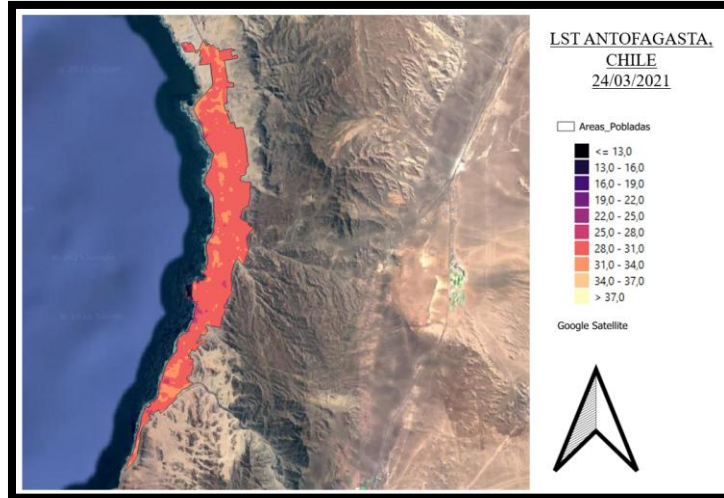 LST ANTOFAGASTA,
CHILE
24/03/2021
Areas_Pobladas
<= 13,0
13,0 - 16,0
16,0 - 19,0
19,0 - 22,0
22,0 - 25,0
25,0 - 28,0
28,0 - 31,0
31,0 - 34,0
34,0 - 37,0
> 37,0
Google Satellite